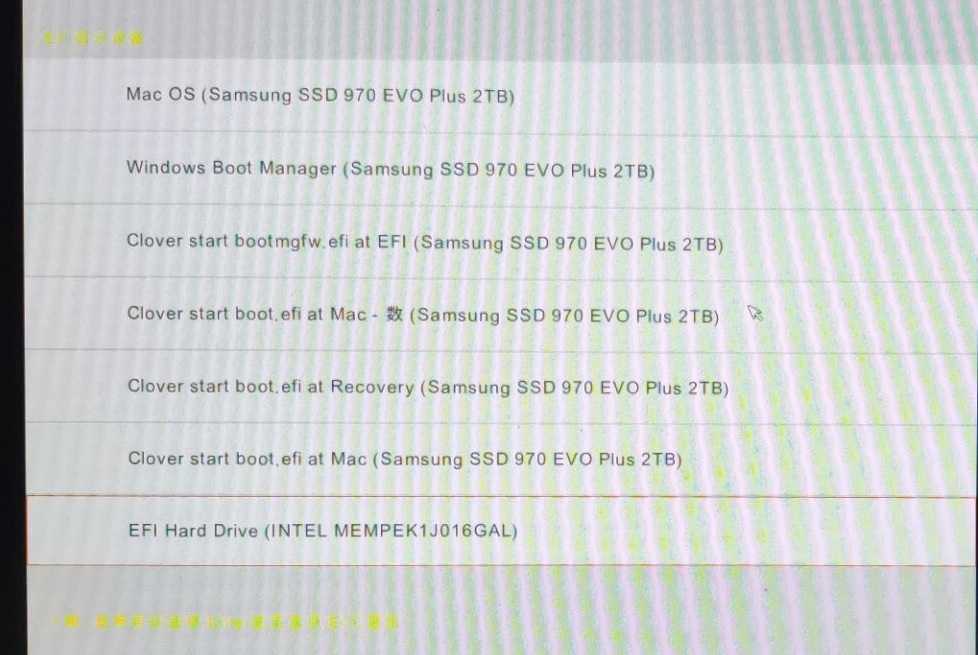 Mac OS (Samsung SSD 970 EVO Plus 2TB)
Windows Boot Manager (Samsung SSD 970 EVO Plus 2TB)
Clover start bootmgfw.efi at EFI (Samsung SSD 970 EVO Plus 2TB)
Clover start boot.efi at Mac - 数 (Samsung SSD 970 EVO Plus 2TB)
Clover start boot.efi at Recovery (Samsung SSD 970 EVO Plus 2TB)
Clover start boot.efi at Mac (Samsung SSD 970 EVO Plus 2TB)
EFI Hard Drive (INTEL MEMPEK1J016GAL)